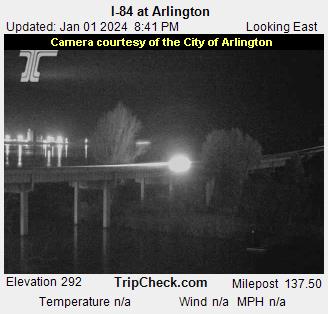 I-84 at Arlington
Updated: Jan 01 2024 8:41 PM Looking East
Camera courtesy of the City of Arlington
Elevation 292 TripCheck.com Milepost 137.50
Temperature n/a Wind n/a MPH n/a